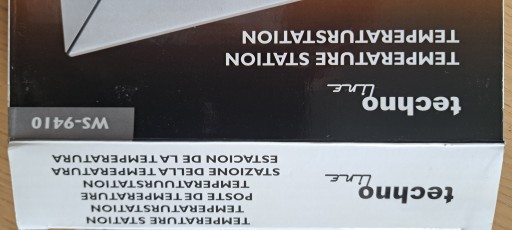 techno
line
TEMPERATURE STATION
TEMPERATURSTATION
POSTE DE TEMPERATURE
TEMPERATUURSTATION
STAZIONE DELLA TEMPERATURA
ESTACION DE LA TEMPERATURA
WS-9410
techno
line
TEMPERATURE STATION
TEMPERATURSTATION